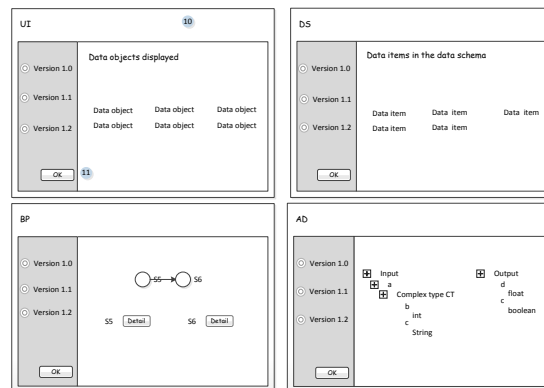 UI
10
Data objects displayed
Version 1.0
Version 1.1
Version 1.2
Data object Data object Data object
Data object Data object Data object
OK
11
DS
Data items in the data schema
Version 1.0
Version 1.1
Version 1.2
Data item Data item Data item
Data item Data item
OK
BP
Version 1.0
Version 1.1
Version 1.2
S5 S6
S5 Detail S6 Detail
OK
AD
Version 1.0
Version 1.1
Version 1.2
Input
a
Complex type CT
b
int
c
String
Output
d
float
c
boolean
OK